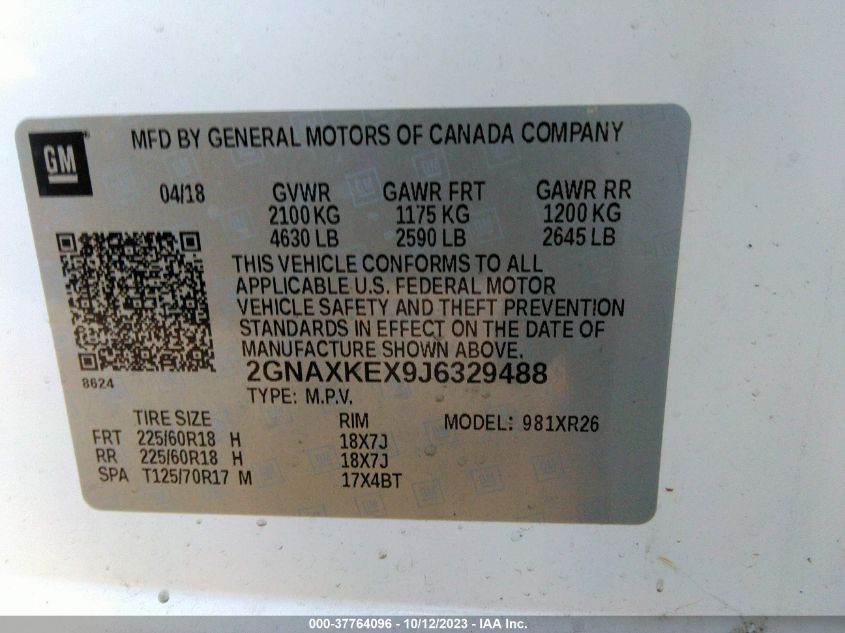 GM
MFD BY GENERAL MOTORS OF CANADA COMPANY
04/18 GVWR GAWR FRT GAWR RR
2100 KG 1175 KG 1200 KG
4630 LB 2590 LB 2645 LB
THIS VEHICLE CONFORMS TO ALL
APPLICABLE U.S. FEDERAL MOTOR
VEHICLE SAFETY AND THEFT PREVENTION
STANDARDS IN EFFECT ON THE DATE OF
MANUFACTURE SHOWN ABOVE.
8624
2GNAXKEX9J6329488
TYPE: M.P.V.
TIRE SIZE RIM MODEL: 981XR26
FRT 225/60R18 H 18X7J
RR 225/60R18 H 18X7J
SPA T125/70R17 M 17X4BT
000-37764096 - 10/12/2023 - IAA Inc.